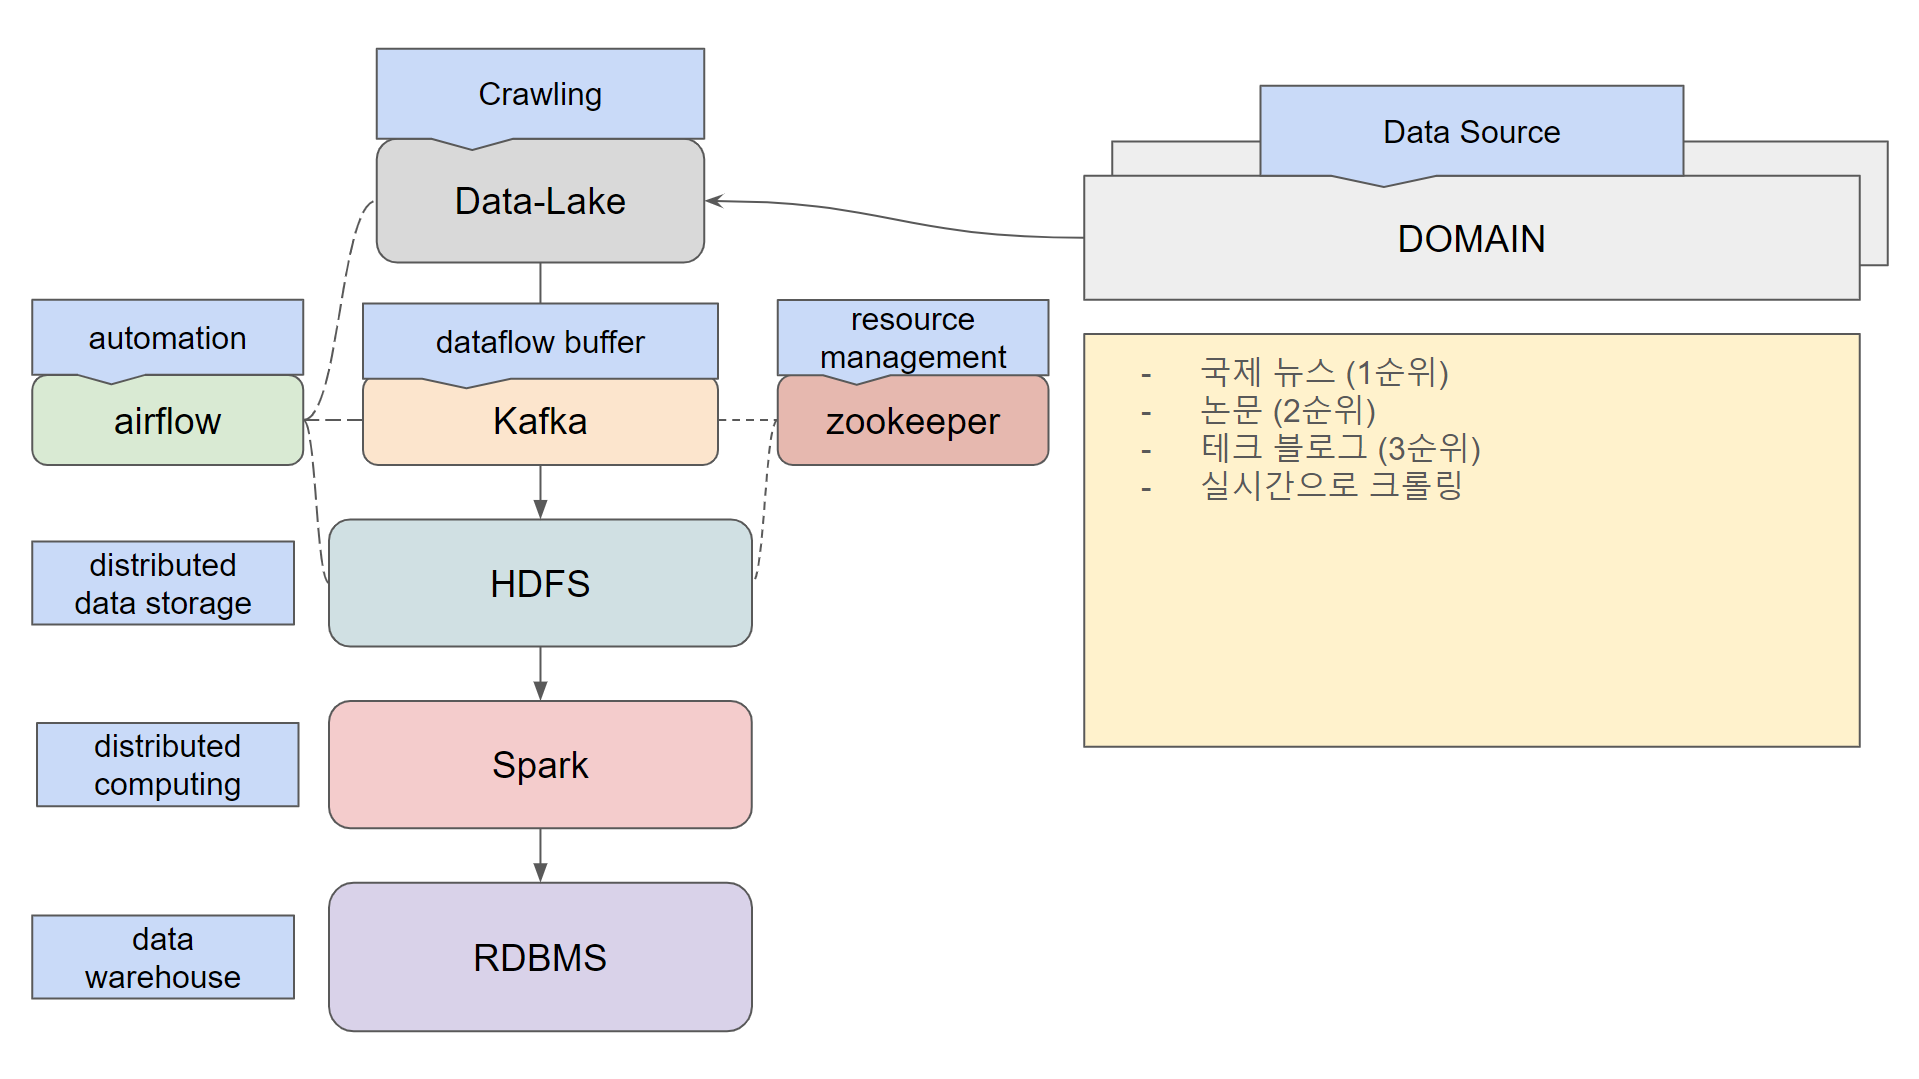 Crawling
Data-Lake
Data Source
DOMAIN
automation
airflow
dataflow buffer
Kafka
resource
management
zookeeper
- 국제 뉴스 (1순위)
- 논문 (2순위)
- 테크 블로그 (3순위)
- 실시간으로 크롤링
distributed
data storage
HDFS
distributed
computing
Spark
data
warehouse
RDBMS